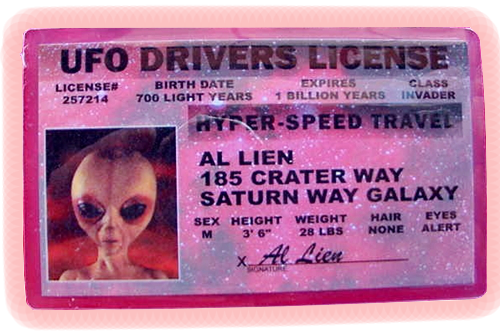 UFO DRIVERS LICENSE
LICENSE# BIRTH DATE EXPIRES CLASS
257214 700 LIGHT YEARS 1 BILLION YEARS INVADER
HYPER-SPEED TRAVEL
AL LIEN
185 CRATER WAY
SATURN WAY GALAXY
SEX HEIGHT WEIGHT HAIR EYES
M 3' 6" 28 LBS NONE ALERT
x Al Lien
SIGNATURE